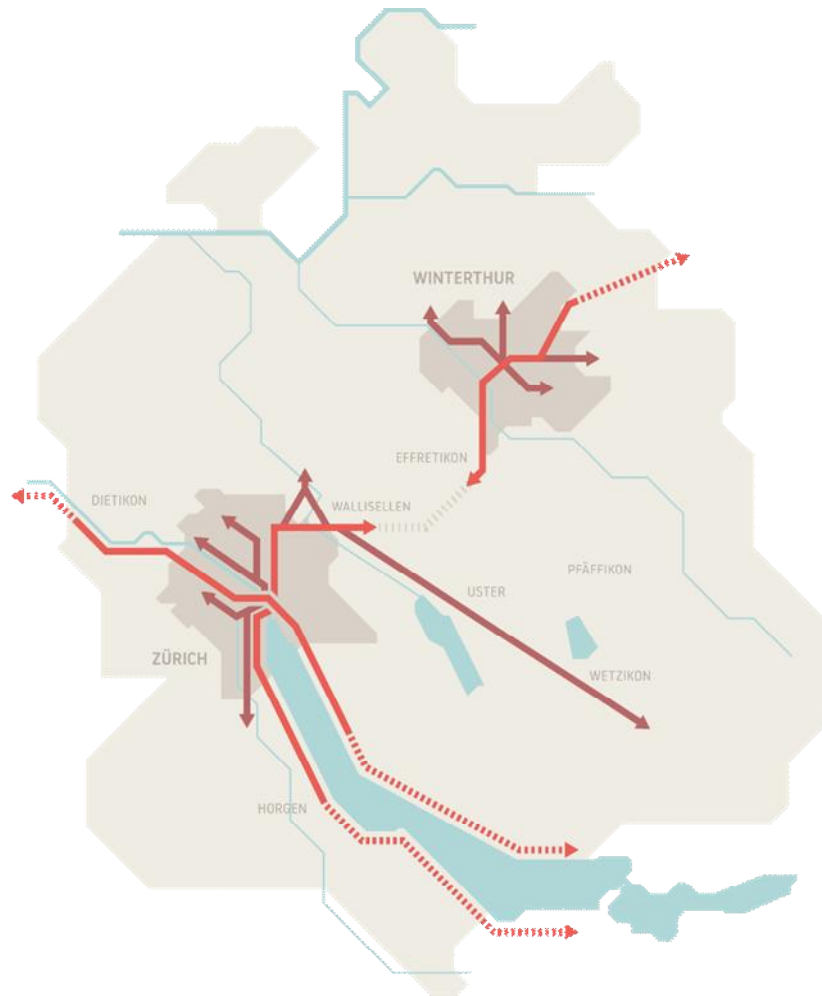 WINTERTHUR
EFFRETIKON
DIETIKON
WALLISELLEN
PFÄFFIKON
USTER
ZÜRICH
WETZIKON
HORGEN